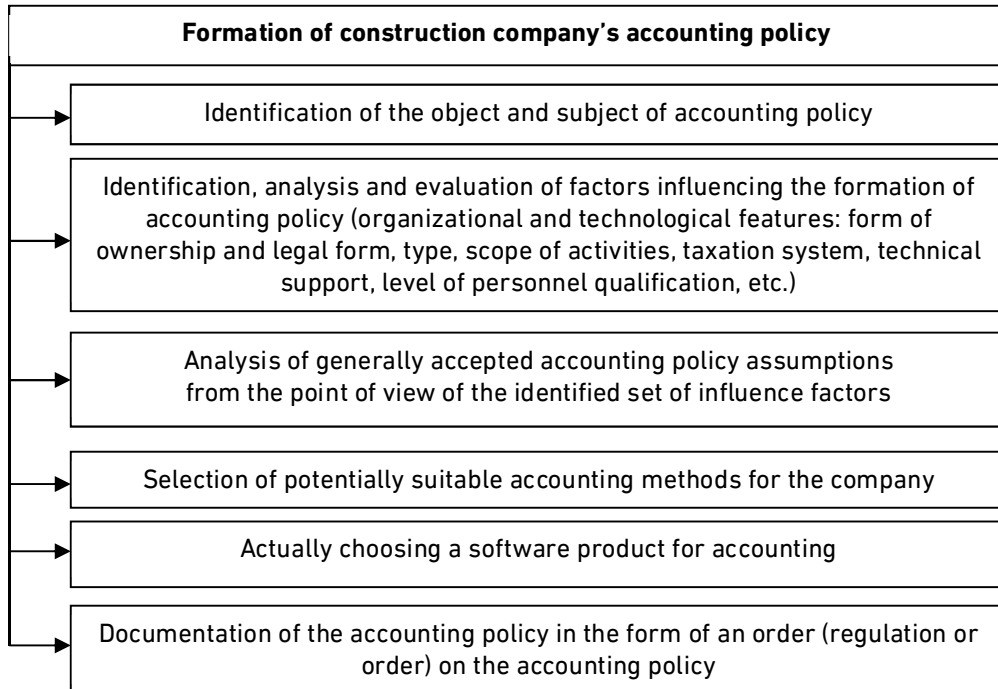 Formation of construction company’s accounting policy
Identification of the object and subject of accounting policy
Identification, analysis and evaluation of factors influencing the formation of
accounting policy (organizational and technological features: form of
ownership and legal form, type, scope of activities, taxation system, technical
support, level of personnel qualification, etc.)
Analysis of generally accepted accounting policy assumptions
from the point of view of the identified set of influence factors
Selection of potentially suitable accounting methods for the company
Actually choosing a software product for accounting
Documentation of the accounting policy in the form of an order (regulation or
order) on the accounting policy